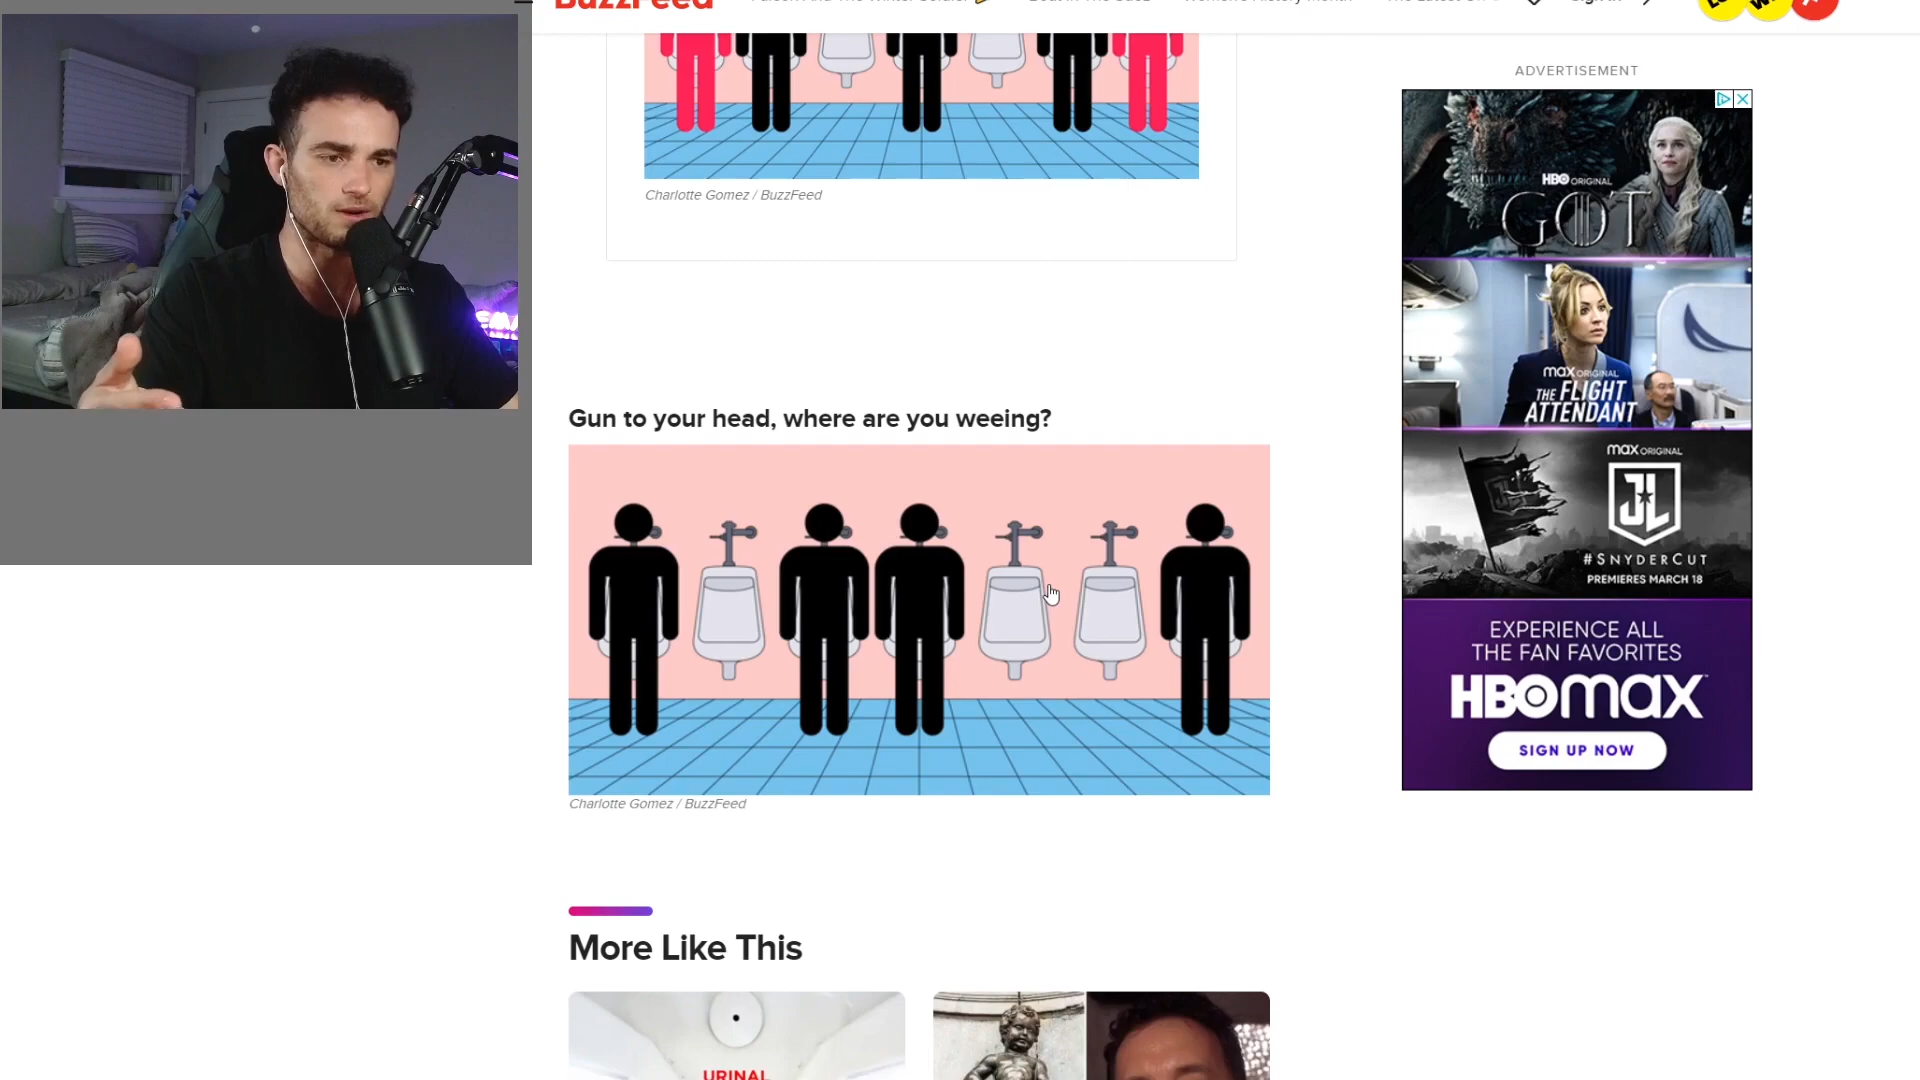 BuzzFeed
ADVERTISEMENT
HBO ORIGINAL
GOT
Charlotte Gomez / BuzzFeed
max ORIGINAL
THE FLIGHT
ATTENDANT
Gun to your head, where are you weeing?
max ORIGINAL
JL
#SNYDERCUT
PREMIERES MARCH 18
EXPERIENCE ALL
THE FAN FAVORITES
HBOmax
SIGN UP NOW
Charlotte Gomez / BuzzFeed
More Like This
URINAL